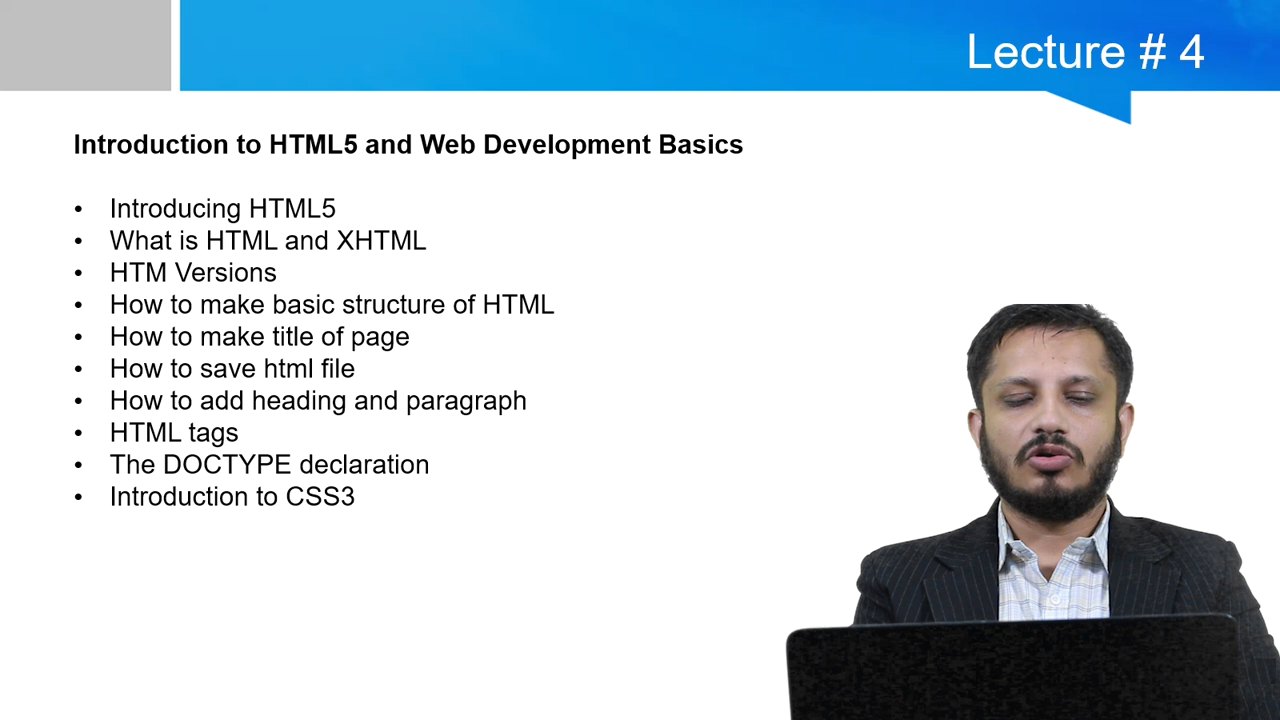 Lecture # 4
Introduction to HTML5 and Web Development Basics
• Introducing HTML5
• What is HTML and XHTML
• HTM Versions
• How to make basic structure of HTML
• How to make title of page
• How to save html file
• How to add heading and paragraph
• HTML tags
• The DOCTYPE declaration
• Introduction to CSS3